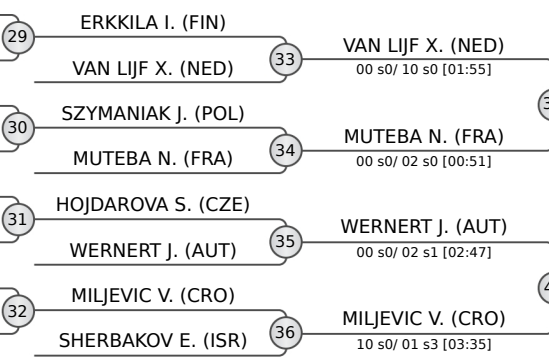 ERKKILA I. (FIN)
29
VAN LIJF X. (NED)
33
VAN LIJF X. (NED)
00 s0/ 10 s0 [01:55]
SZYMANIAK J. (POL)
30
MUTEBA N. (FRA)
34
MUTEBA N. (FRA)
00 s0/ 02 s0 [00:51]
HOJDAROVA S. (CZE)
31
WERNERT J. (AUT)
35
WERNERT J. (AUT)
00 s0/ 02 s1 [02:47]
MILJEVIC V. (CRO)
32
SHERBAKOV E. (ISR)
36
MILJEVIC V. (CRO)
10 s0/ 01 s3 [03:35]